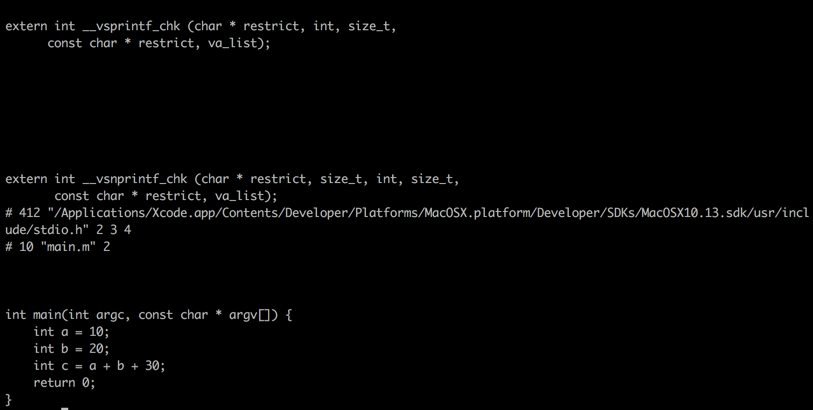 extern int __vsprintf_chk (char * restrict, int, size_t,
      const char * restrict, va_list);
extern int __vsnprintf_chk (char * restrict, size_t, int, size_t,
       const char * restrict, va_list);
# 412 "/Applications/Xcode.app/Contents/Developer/Platforms/MacOSX.platform/Developer/SDKs/MacOSX10.13.sdk/usr/incl
ude/stdio.h" 2 3 4
# 10 "main.m" 2
int main(int argc, const char * argv[]) {
    int a = 10;
    int b = 20;
    int c = a + b + 30;
    return 0;
}